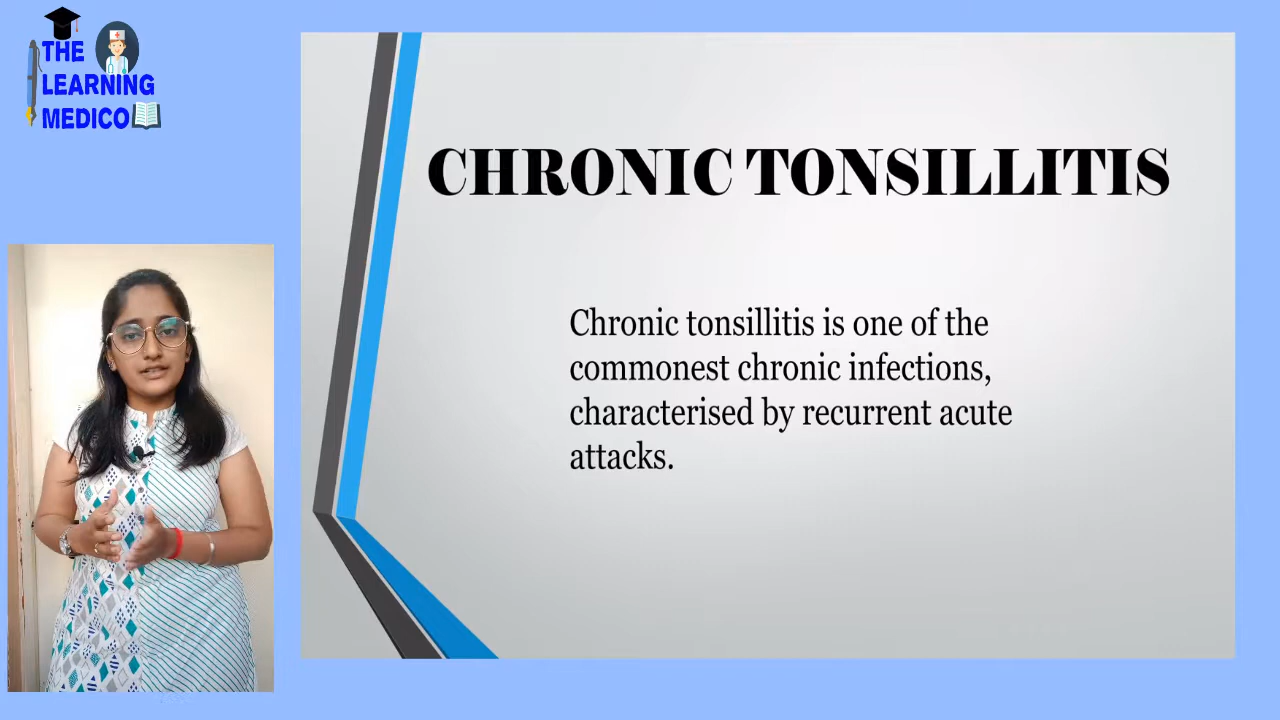 THE
LEARNING
MEDICO
CHRONIC TONSILLITIS
Chronic tonsillitis is one of the
commonest chronic infections,
characterised by recurrent acute
attacks.